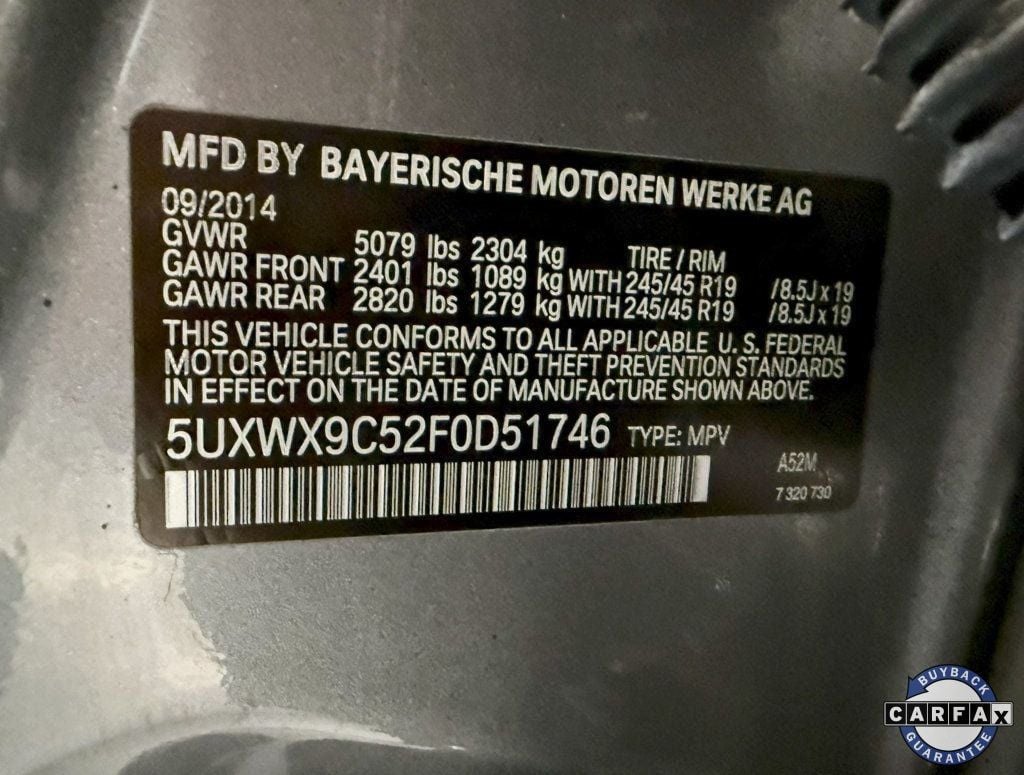 MFD BY BAYERISCHE MOTOREN WERKE AG
09/2014
GVWR 5079 lbs 2304 kg TIRE / RIM
GAWR FRONT 2401 lbs 1089 kg WITH 245/45 R19 /8.5J x 19
GAWR REAR 2820 lbs 1279 kg WITH 245/45 R19 /8.5J x 19
THIS VEHICLE CONFORMS TO ALL APPLICABLE U. S. FEDERAL
MOTOR VEHICLE SAFETY AND THEFT PREVENTION STANDARDS
IN EFFECT ON THE DATE OF MANUFACTURE SHOWN ABOVE.
5UXWX9C52F0D51746 TYPE: MPV
A52M
7 320 730
BUYBACK
CARFAX
GUARANTEE